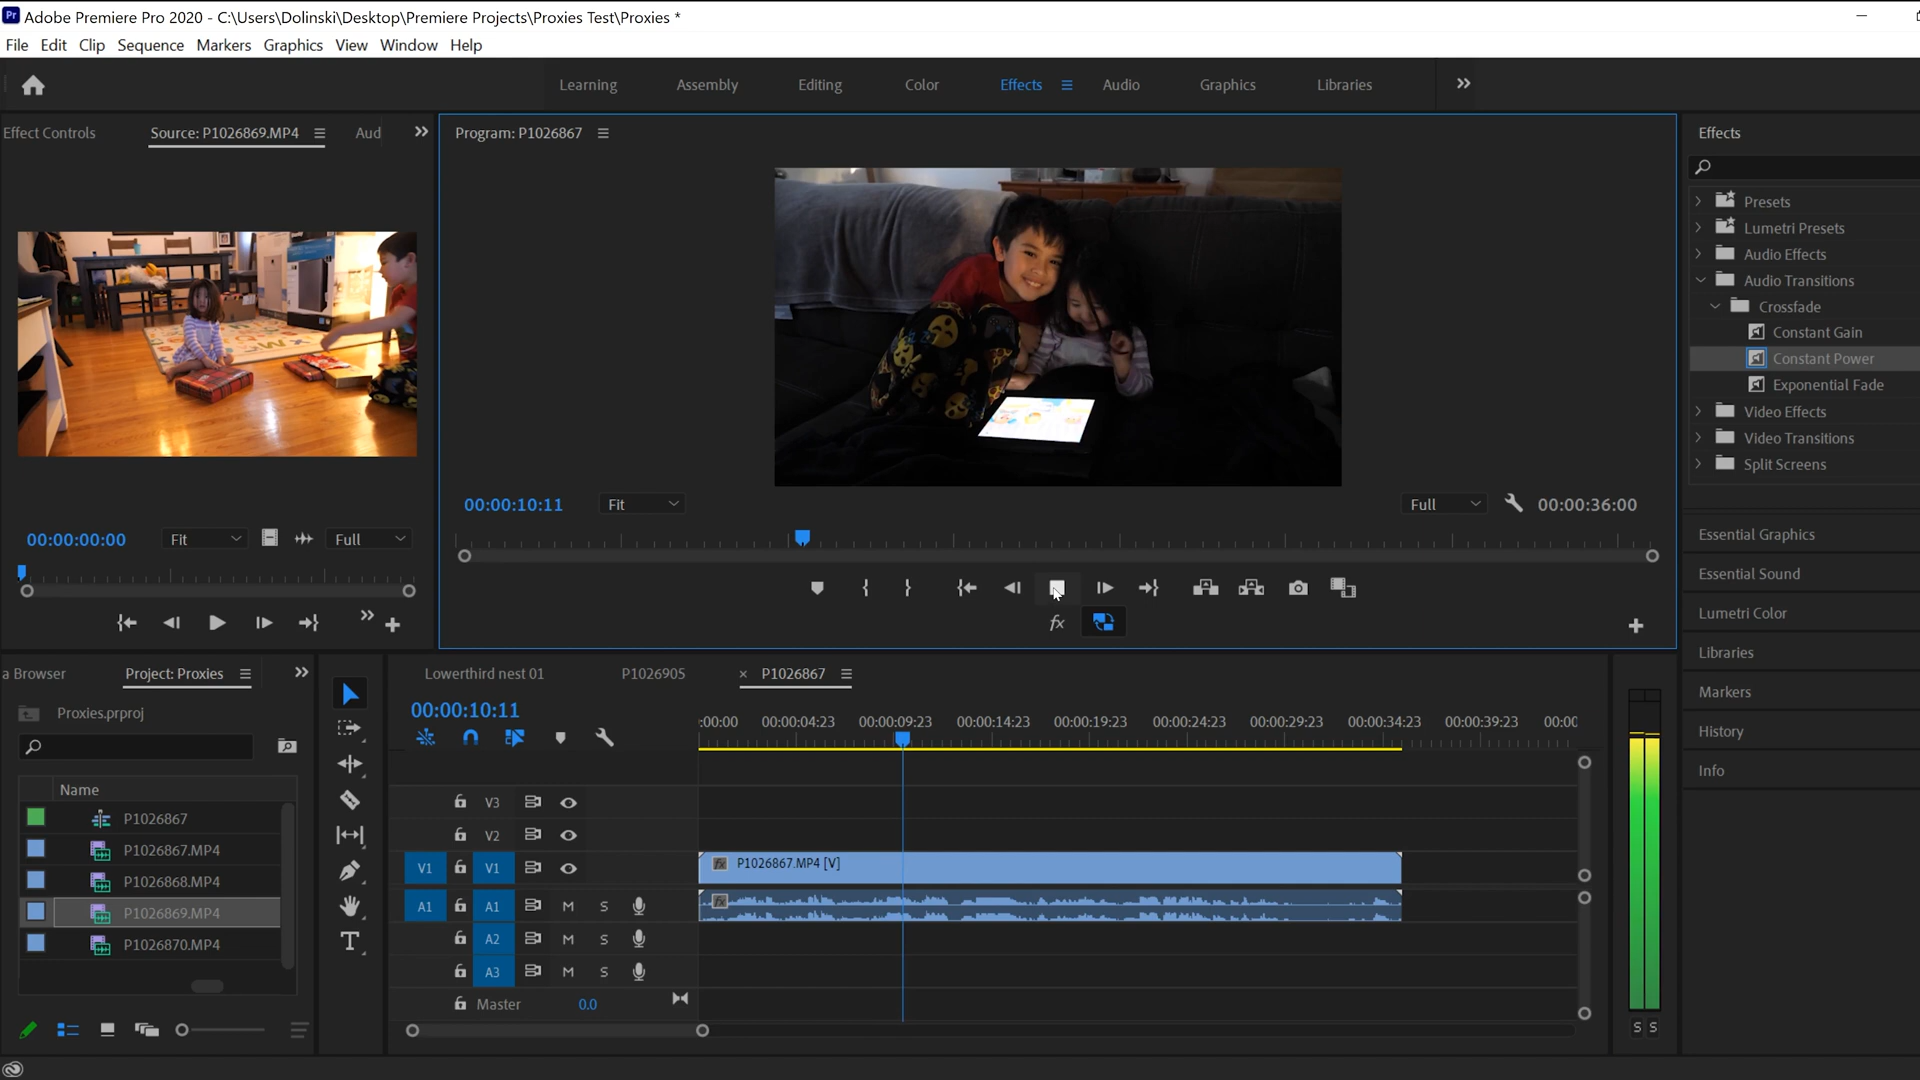 Pr Adobe Premiere Pro 2020 - C:\Users\Dolinski\Desktop\Premiere Projects\Proxies Test\Proxies *
File Edit Clip Sequence Markers Graphics View Window Help
Learning Assembly Editing Color Effects Audio Graphics Libraries
Effect Controls Source: P1026869.MP4 Aud
Program: P1026867
Effects
Presets
Lumetri Presets
Audio Effects
Audio Transitions
Crossfade
Constant Gain
Constant Power
Exponential Fade
Video Effects
Video Transitions
Split Screens
00:00:10:11 Fit Full 00:00:36:00
00:00:00:00 Fit Full
fx
Essential Graphics
Essential Sound
Lumetri Color
Libraries
Markers
History
Info
a Browser Project: Proxies
Proxies.prproj
Name
P1026867
P1026867.MP4
P1026868.MP4
P1026869.MP4
P1026870.MP4
T
Lowerthird nest 01 P1026905 × P1026867
00:00:10:11
:00:00 00:00:04:23 00:00:09:23 00:00:14:23 00:00:19:23 00:00:24:23 00:00:29:23 00:00:34:23 00:00:39:23 00:00
V3
V2
V1 V1 fx P1026867.MP4 [V]
A1 A1 M S fx
A2 M S
A3 M S
Master 0.0
S S